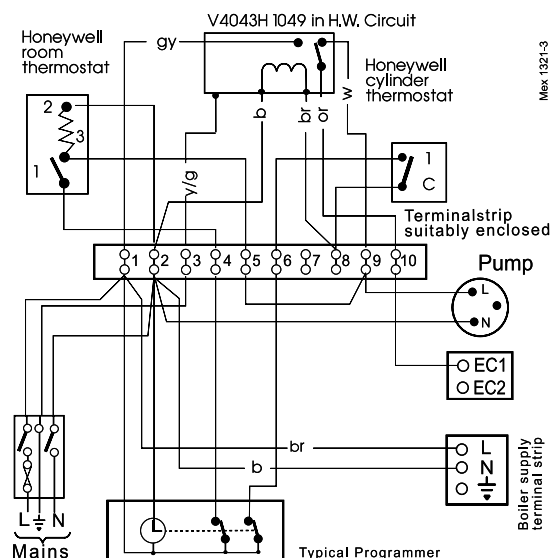 V4043H 1049 in H.W. Circuit
Honeywell
room
thermostat
gy
Honeywell
cylinder
thermostat
Mex 1321-3
2
3
1
b
br
or
w
y/g
1
C
Terminalstrip
suitably enclosed
1 2 3 4 5 6 7 8 9 10
Pump
L
N
EC1
EC2
br
b
L
N
Boiler supply
terminal strip
L N
Mains
L
Typical Programmer